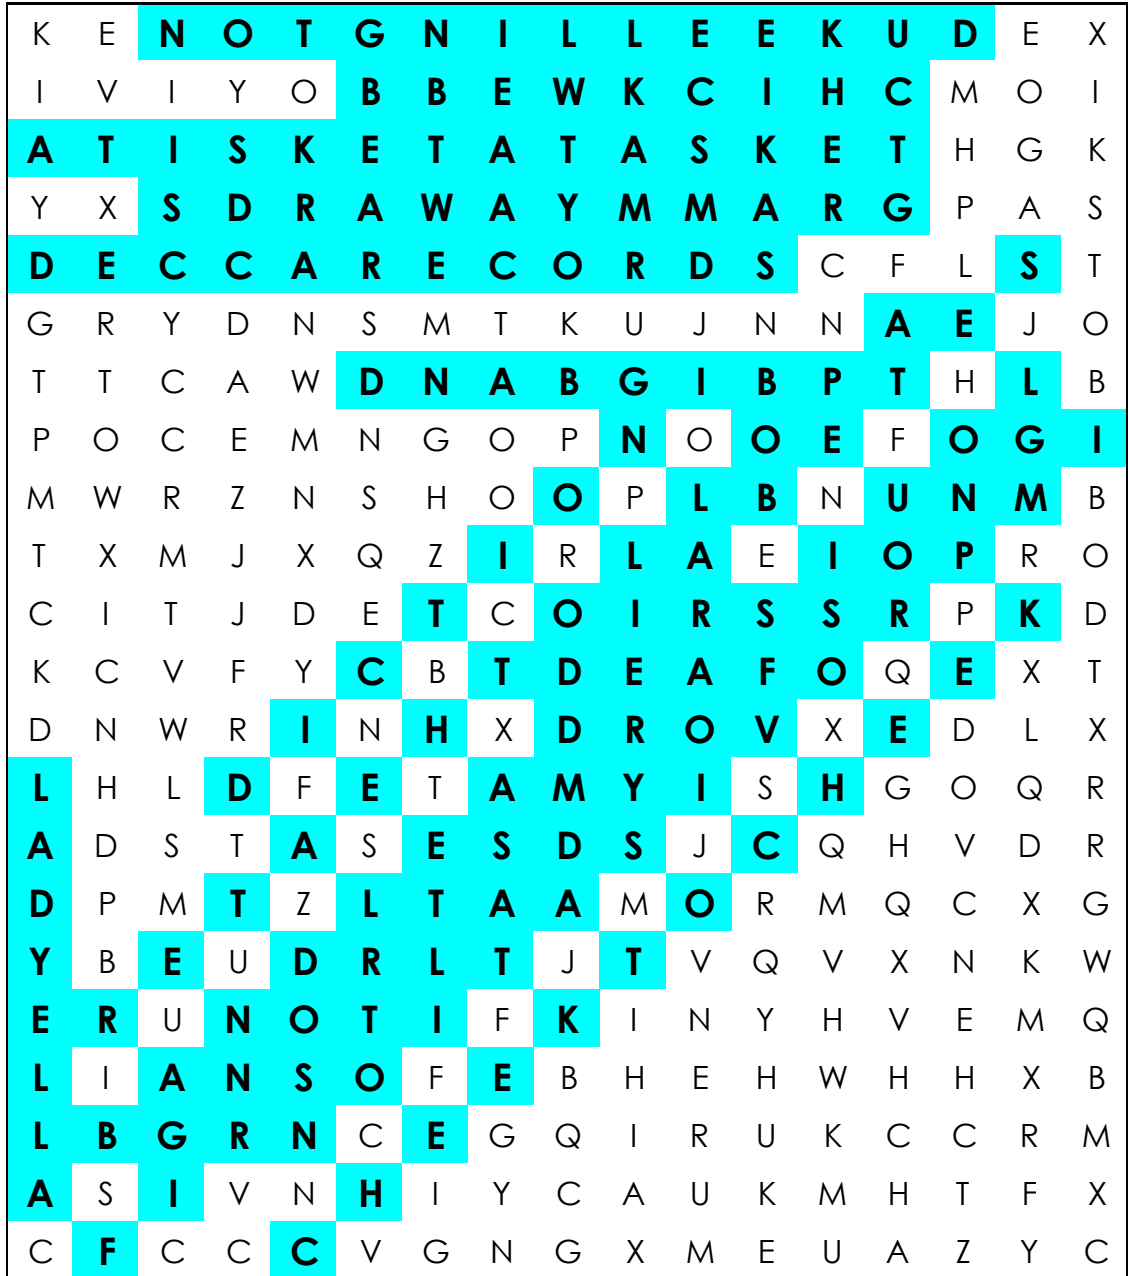 K E N O T G N I L L E E K U D E X
I V I Y O B B E W K C I H C M O I
A T I S K E T A T A S K E T H G K
Y X S D R A W A Y M M A R G P A S
D E C C A R E C O R D S C F L S T
G R Y D N S M T K U J N N A E J O
T T C A W D N A B G I B P T H L B
P O C E M N G O P N O O E F O G I
M W R Z N S H O O P L B N U N M B
T X M J X Q Z I R L A E I O P R O
C I T J D E T C O I R S S R P K D
K C V F Y C B T D E A F O Q E X T
D N W R I N H X D R O V X E D L X
L H L D F E T A M Y I S H G O Q R
A D S T A S E S D S J C Q H V D R
D P M T Z L T A A M O R M Q C X G
Y B E U D R L T J T V Q V X N K W
E R U N O T I F K I N Y H V E M Q
L I A N S O F E B H E H W H H X B
L B G R N C E G Q I R U K C C R M
A S I V N H I Y C A U K M H T F X
C F C C C V G N G X M E U A Z Y C